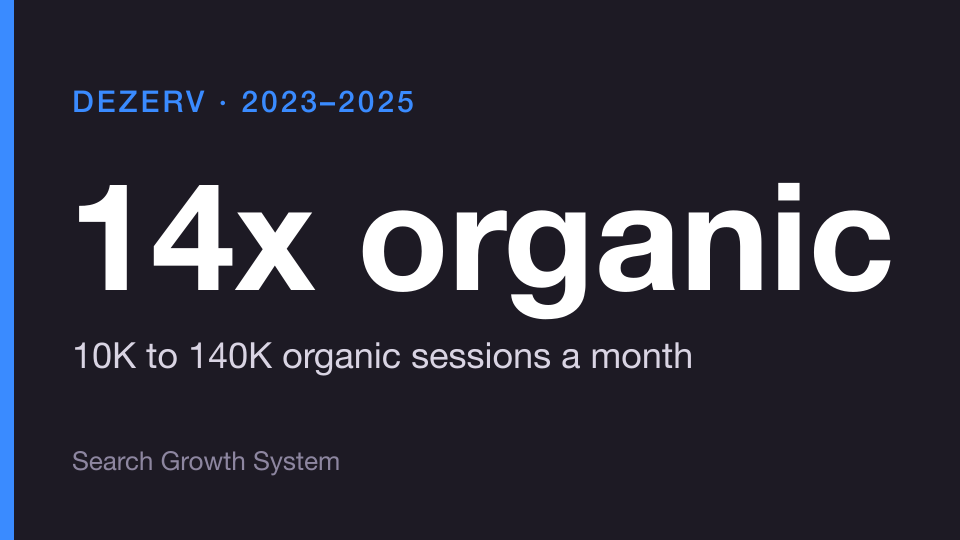 DEZERV · 2023–2025
14x organic
10K to 140K organic sessions a month
Search Growth System